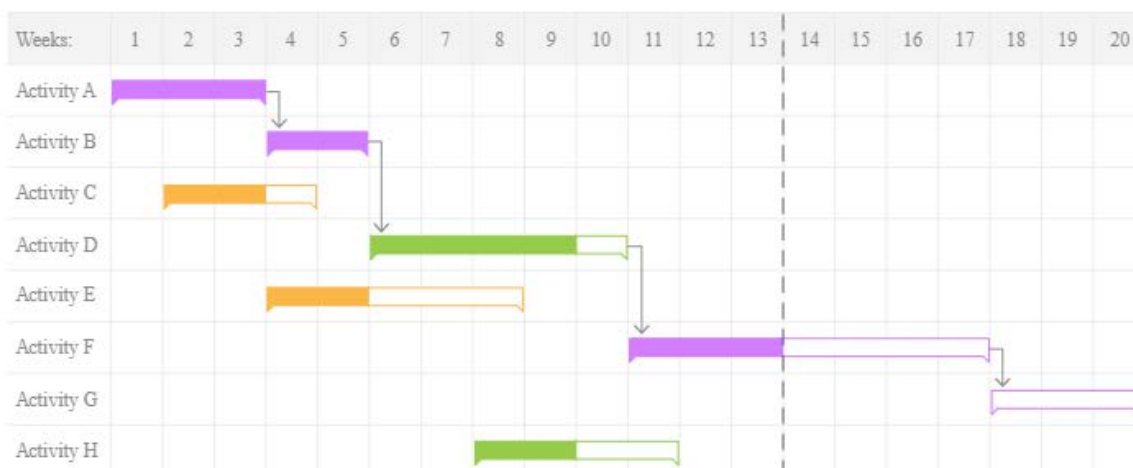 Weeks: 1 2 3 4 5 6 7 8 9 10 11 12 13 14 15 16 17 18 19 20
Activity A
Activity B
Activity C
Activity D
Activity E
Activity F
Activity G
Activity H